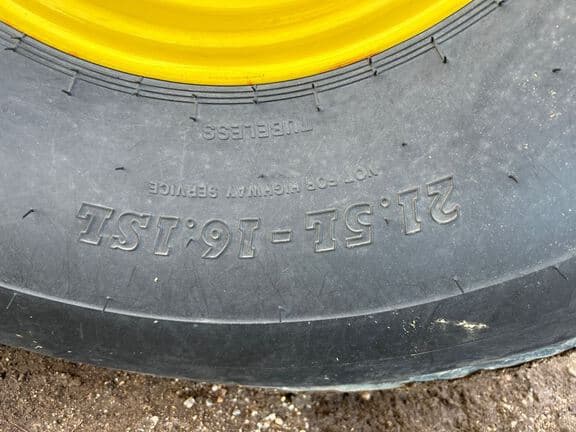 21.5L-16.1SL
NOT FOR HIGHWAY SERVICE
TUBELESS